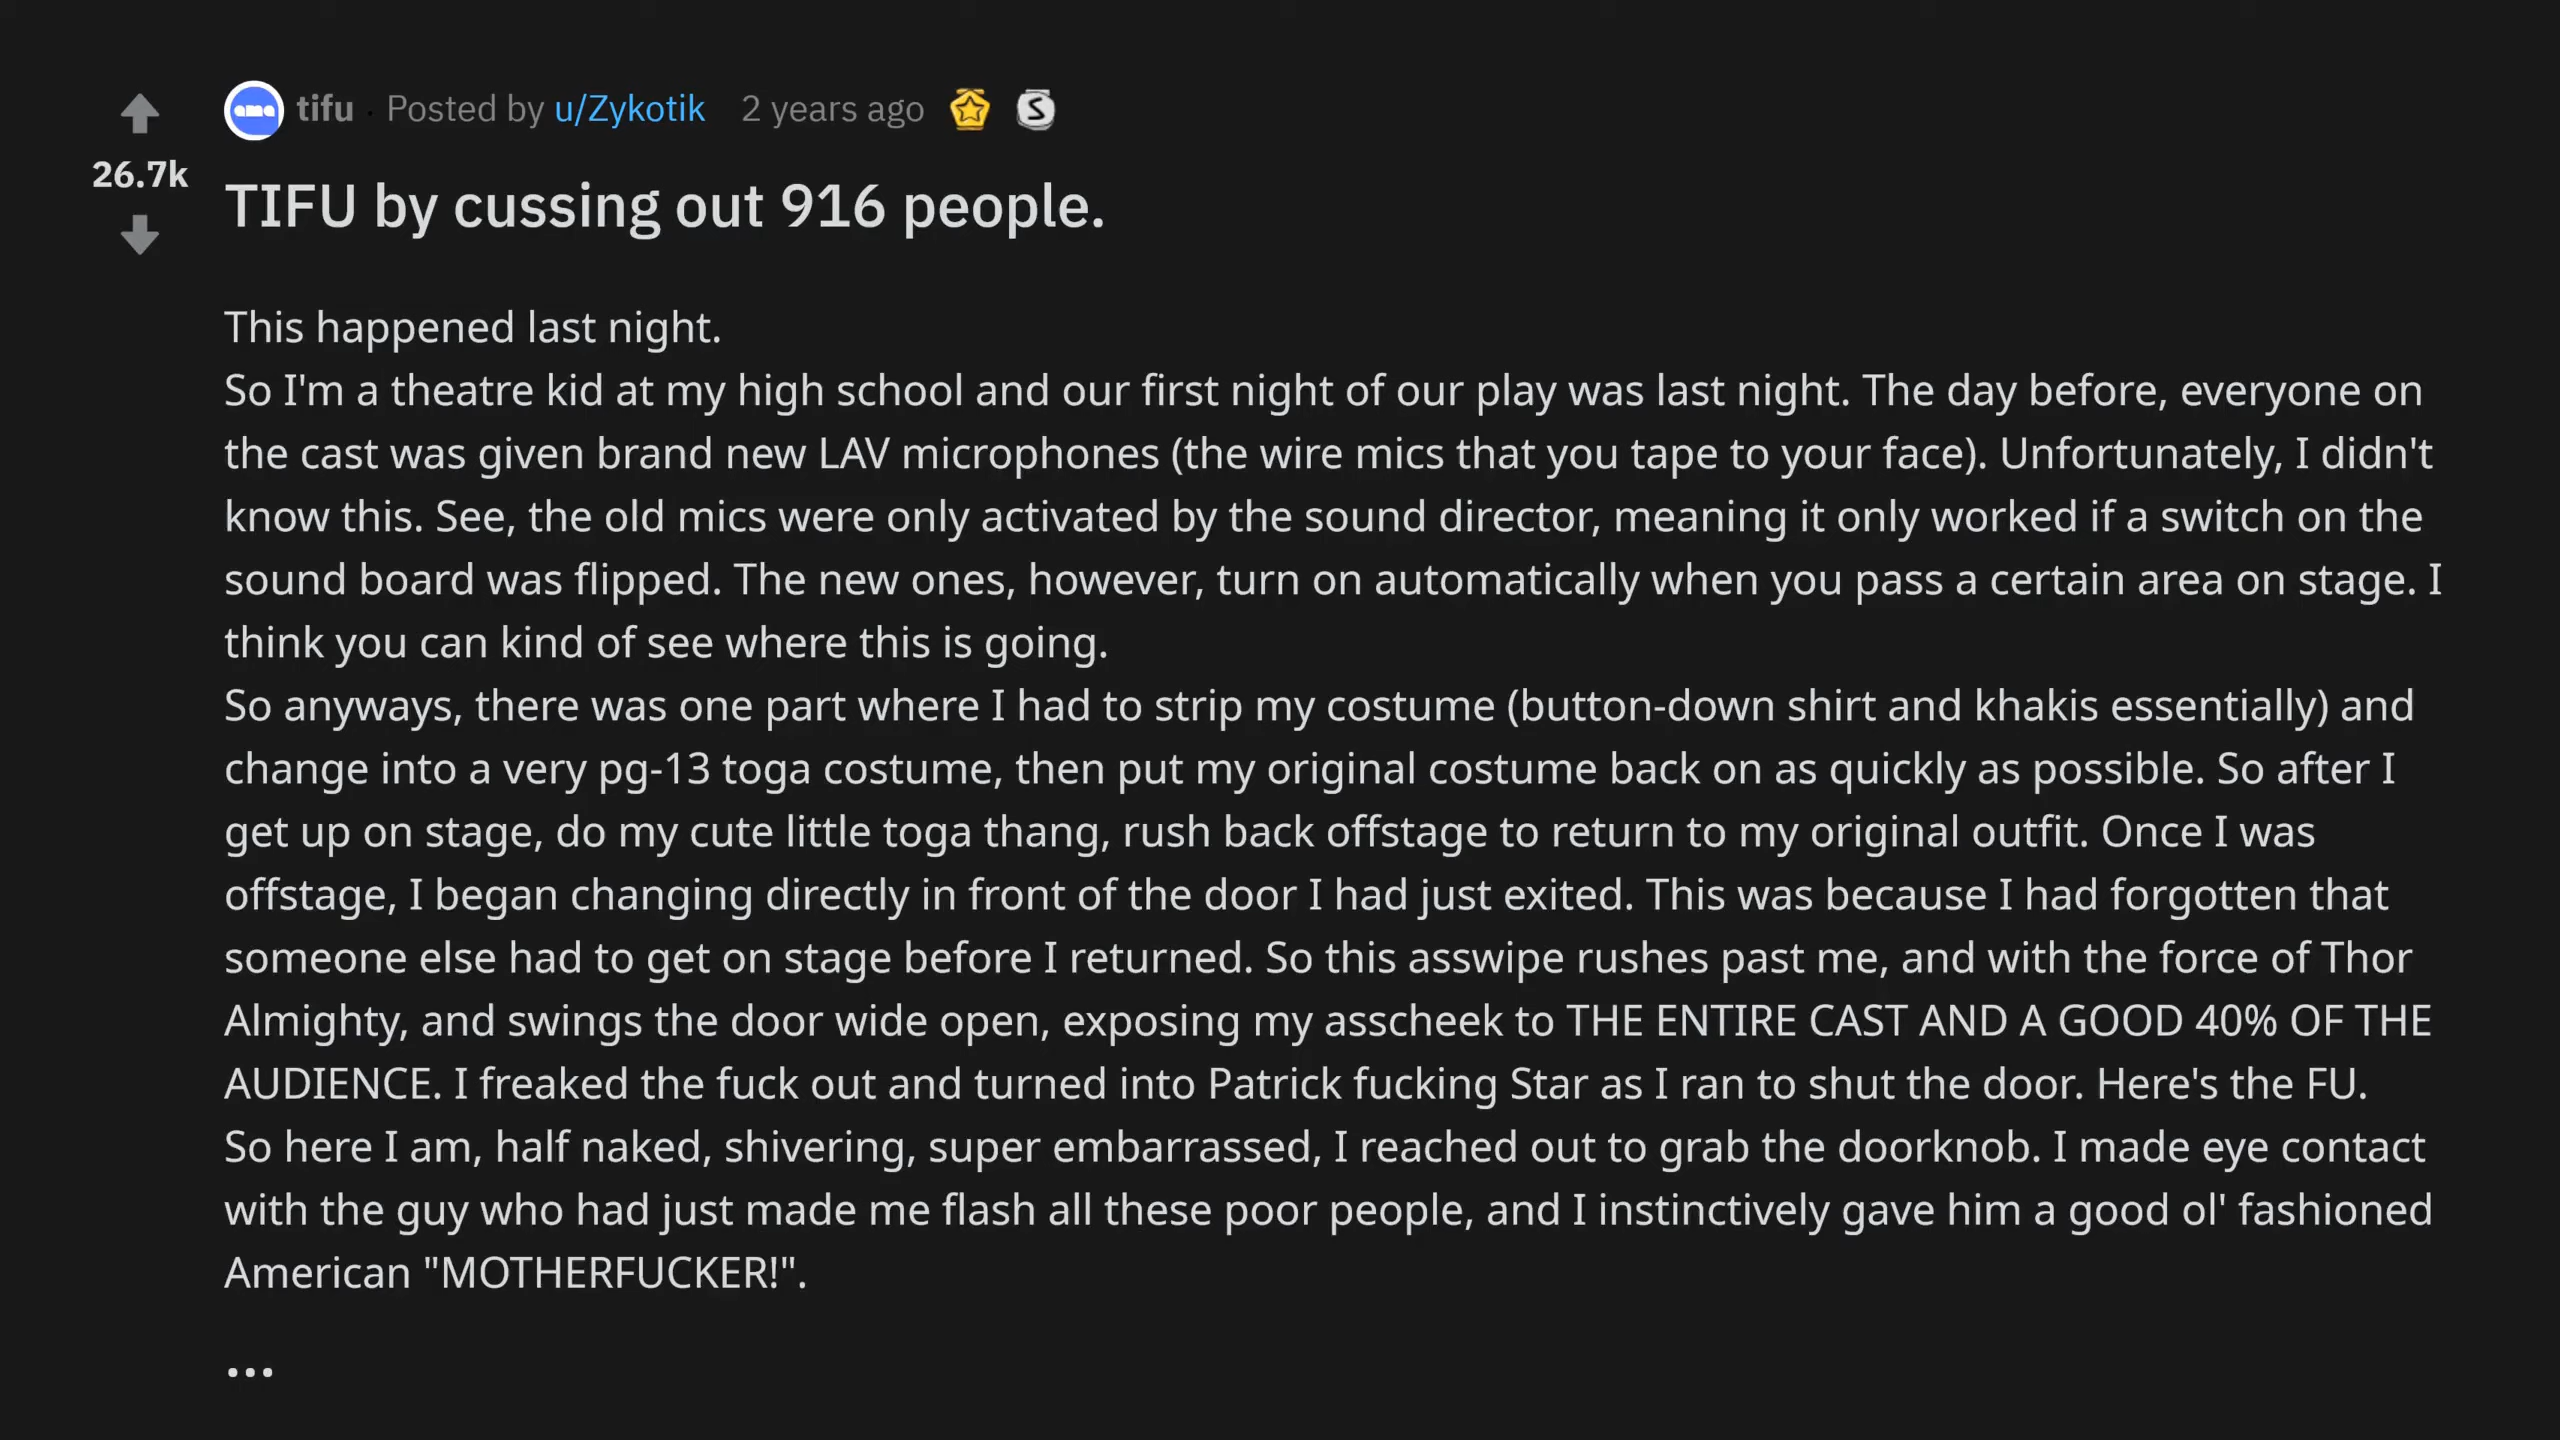 tifu · Posted by u/Zykotik 2 years ago
26.7k
TIFU by cussing out 916 people.
This happened last night.
So I'm a theatre kid at my high school and our first night of our play was last night. The day before, everyone on
the cast was given brand new LAV microphones (the wire mics that you tape to your face). Unfortunately, I didn't
know this. See, the old mics were only activated by the sound director, meaning it only worked if a switch on the
sound board was flipped. The new ones, however, turn on automatically when you pass a certain area on stage. I
think you can kind of see where this is going.
So anyways, there was one part where I had to strip my costume (button-down shirt and khakis essentially) and
change into a very pg-13 toga costume, then put my original costume back on as quickly as possible. So after I
get up on stage, do my cute little toga thang, rush back offstage to return to my original outfit. Once I was
offstage, I began changing directly in front of the door I had just exited. This was because I had forgotten that
someone else had to get on stage before I returned. So this asswipe rushes past me, and with the force of Thor
Almighty, and swings the door wide open, exposing my asscheek to THE ENTIRE CAST AND A GOOD 40% OF THE
AUDIENCE. I freaked the fuck out and turned into Patrick fucking Star as I ran to shut the door. Here's the FU.
So here I am, half naked, shivering, super embarrassed, I reached out to grab the doorknob. I made eye contact
with the guy who had just made me flash all these poor people, and I instinctively gave him a good ol' fashioned
American "MOTHERFUCKER!".
...